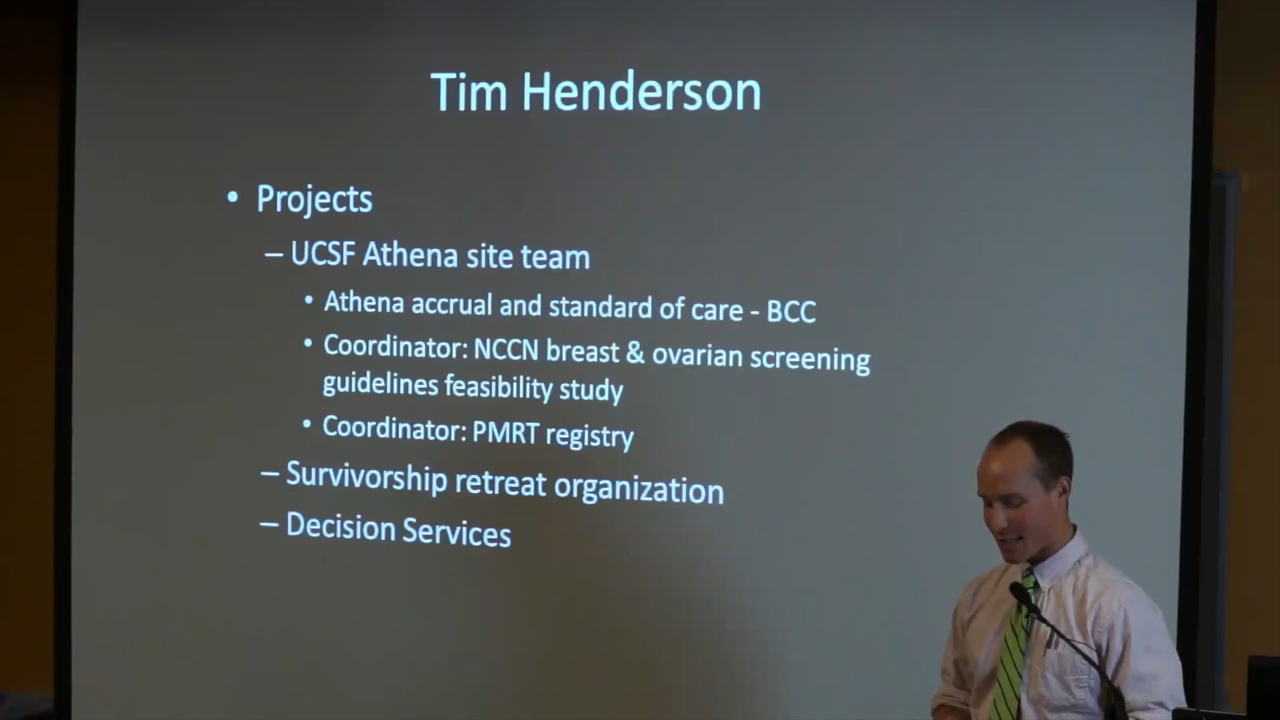 Tim Henderson
• Projects
– UCSF Athena site team
• Athena accrual and standard of care - BCC
• Coordinator: NCCN breast & ovarian screening
guidelines feasibility study
• Coordinator: PMRT registry
– Survivorship retreat organization
– Decision Services